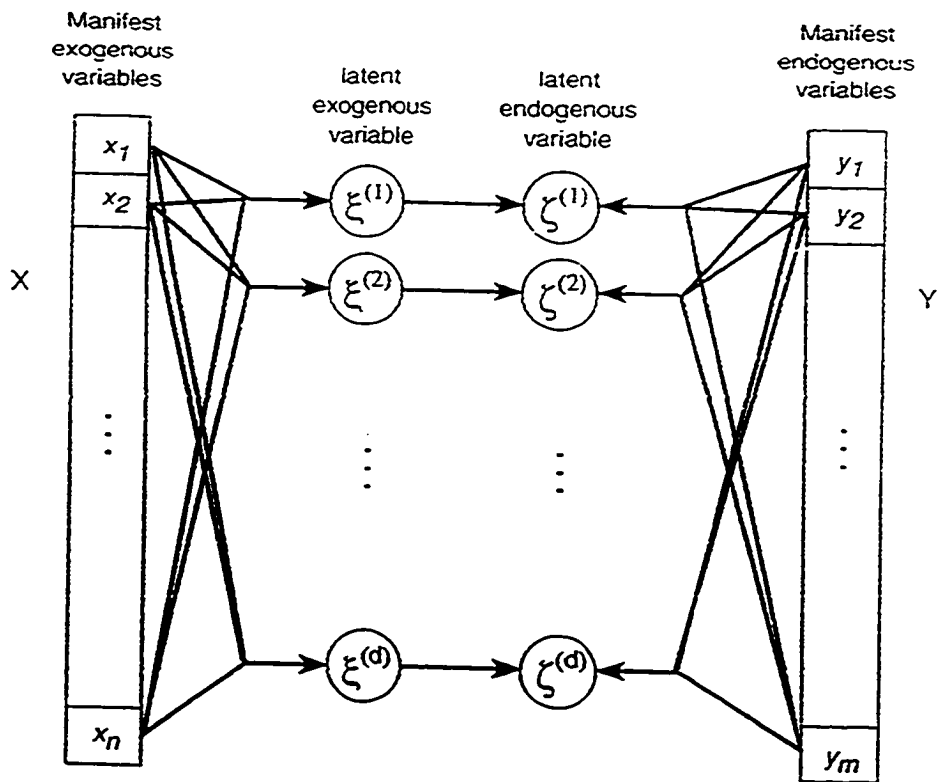 Manifest
exogenous
variables
latent
exogenous
variable
latent
endogenous
variable
Manifest
endogenous
variables
x₁
x₂
xₙ
X
ξ⁽¹⁾
ζ⁽¹⁾
ξ⁽²⁾
ζ⁽²⁾
ξ⁽ᵈ⁾
ζ⁽ᵈ⁾
y₁
y₂
yₘ
Y